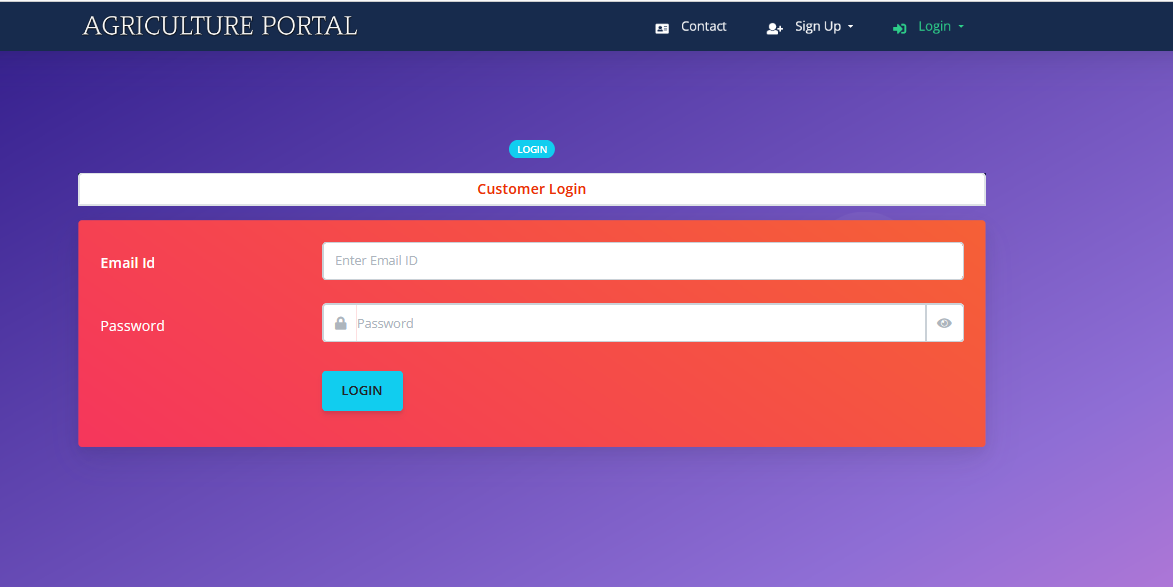 AGRICULTURE PORTAL Contact Sign Up Login
LOGIN
Customer Login
Email Id Enter Email ID
Password Password
LOGIN